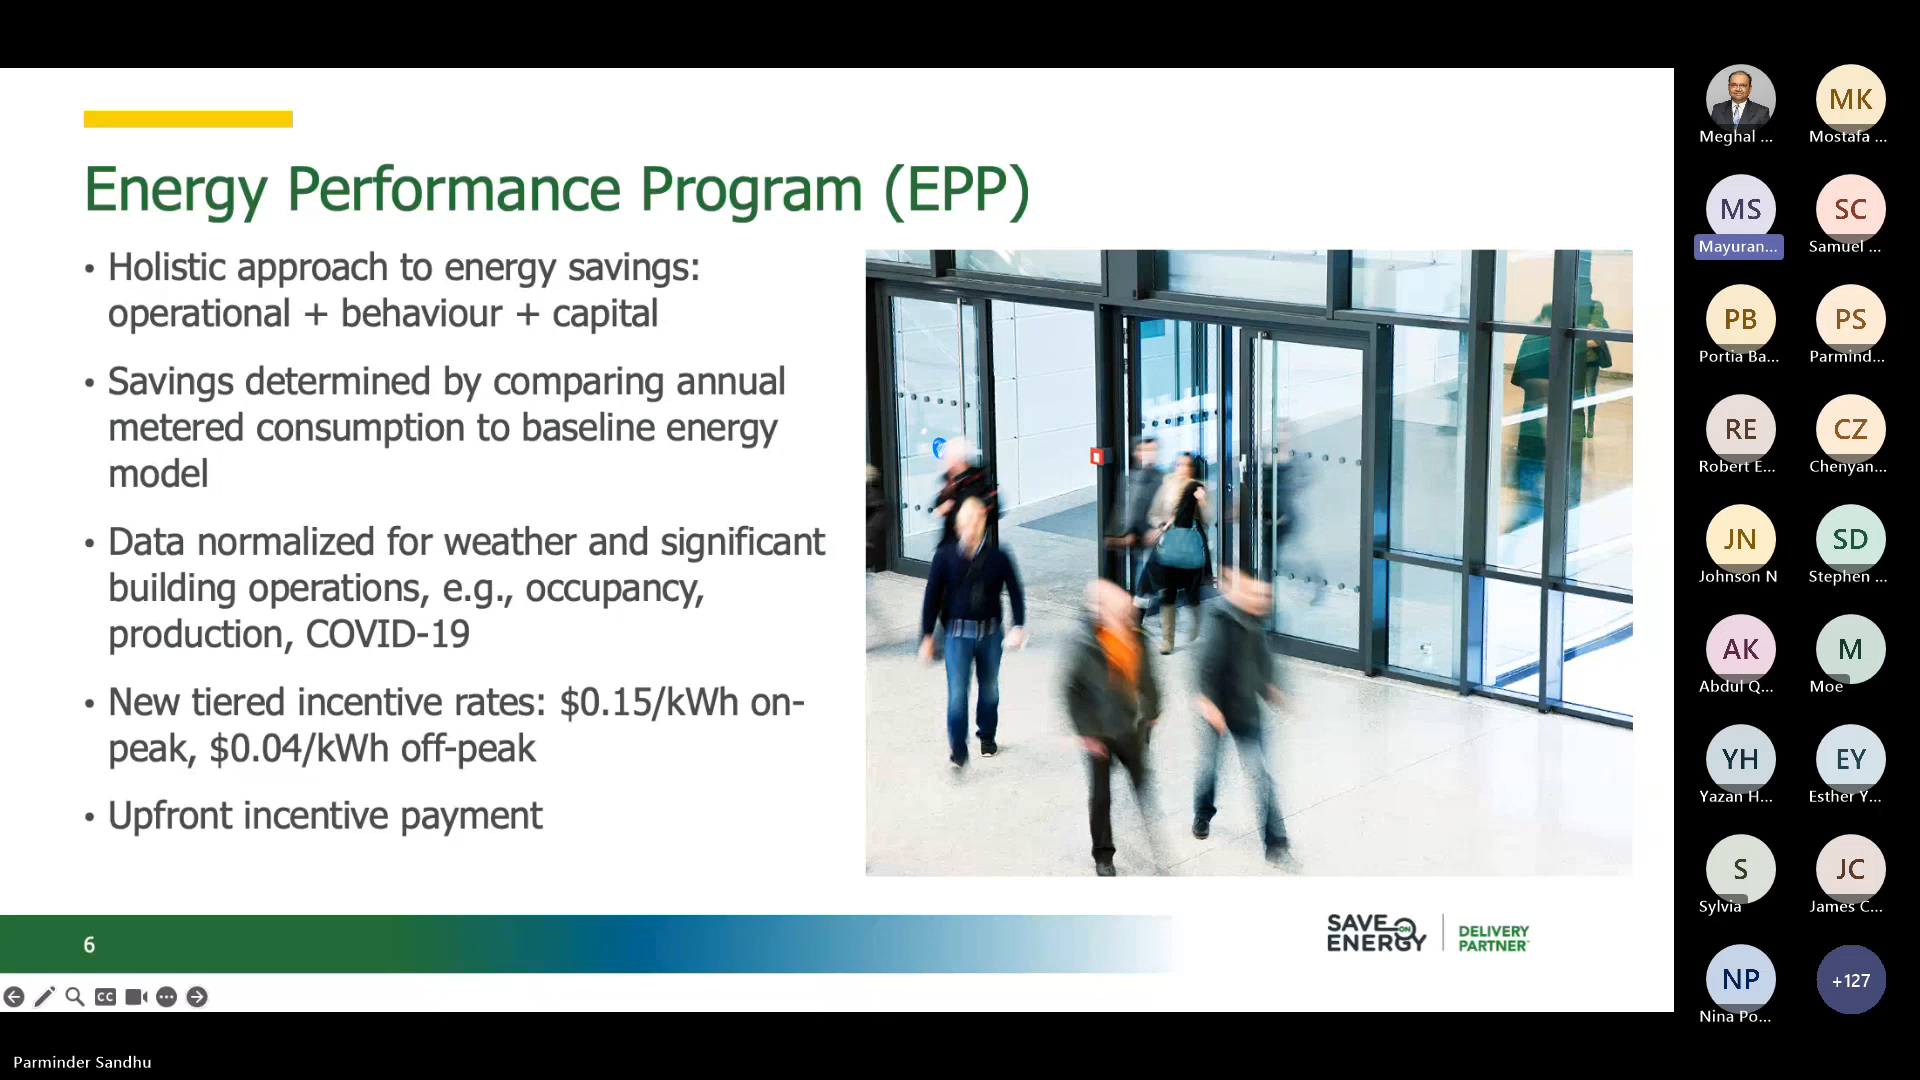 Energy Performance Program (EPP)
• Holistic approach to energy savings:
operational + behaviour + capital
• Savings determined by comparing annual
metered consumption to baseline energy
model
• Data normalized for weather and significant
building operations, e.g., occupancy,
production, COVID-19
• New tiered incentive rates: $0.15/kWh on-
peak, $0.04/kWh off-peak
• Upfront incentive payment
6
SAVE ON
ENERGY
DELIVERY
PARTNER
CC
Parminder Sandhu
Meghal ...
MK
Mostafa ...
MS
Mayuran...
SC
Samuel ...
PB
Portia Ba...
PS
Parmind...
RE
Robert E...
CZ
Chenyan...
JN
Johnson N
SD
Stephen ...
AK
Abdul Q...
M
Moe
YH
Yazan H...
EY
Esther Y...
S
Sylvia
JC
James C...
NP
Nina Po...
+127